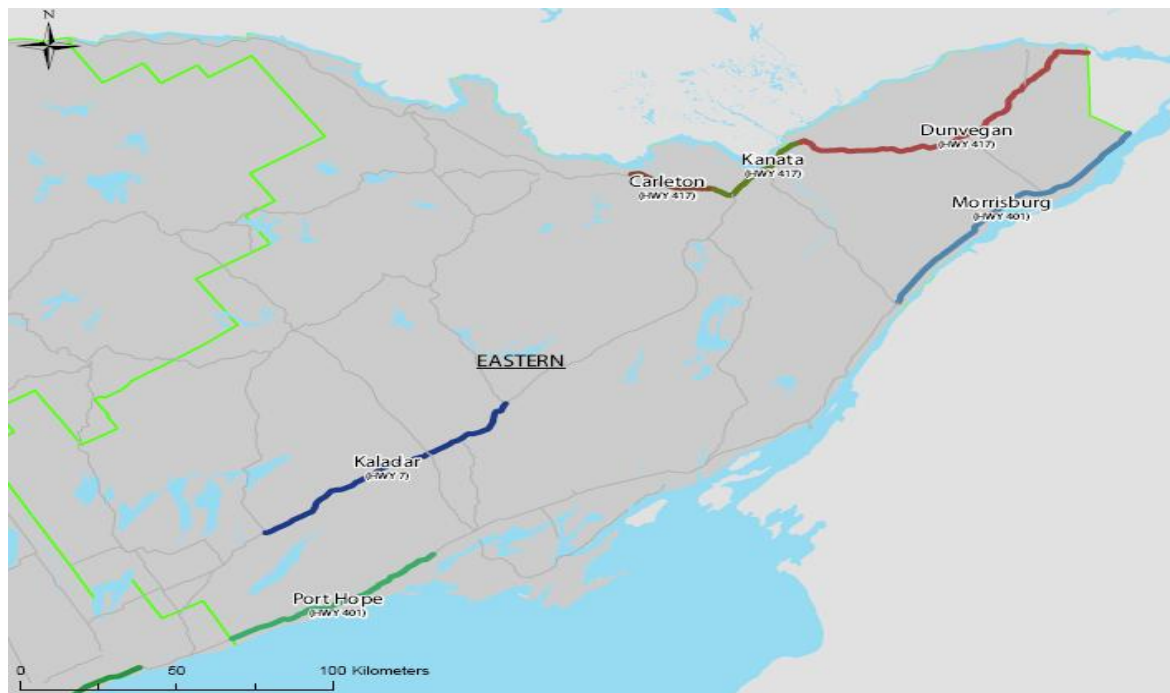 N
Dunvegan
(HWY 417)
Kanata
(HWY 417)
Carleton
(HWY 417)
Morrisburg
(HWY 401)
EASTERN
Kaladar
(HWY 7)
Port Hope
(HWY 401)
0 50 100 Kilometers